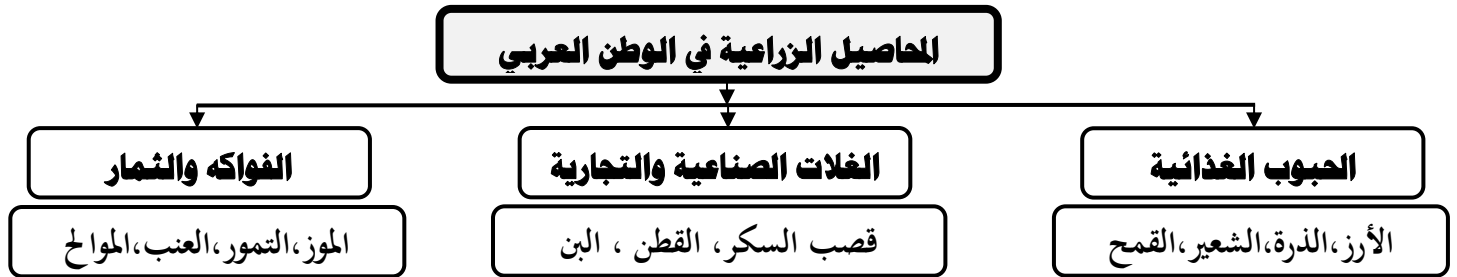 المحاصيل الزراعية في الوطن العربي
الحبوب الغذائية
الغلات الصناعية والتجارية
الفواكه والثمار
الأرز،الذرة،الشعير،القمح
قصب السكر، القطن ، البن
الموز،التمور،العنب،الموالح